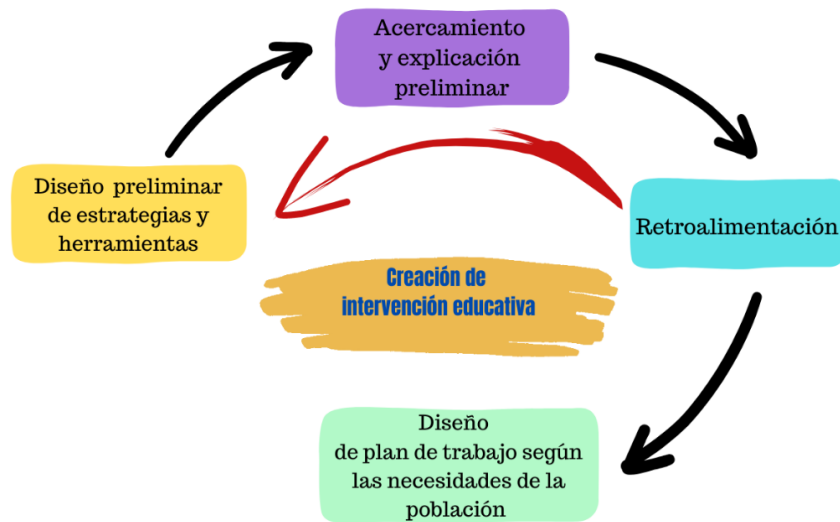 Acercamiento
y explicación
preliminar
Diseño preliminar
de estrategias y
herramientas
Retroalimentación
Creación de
intervención educativa
Diseño
de plan de trabajo según
las necesidades de la
población